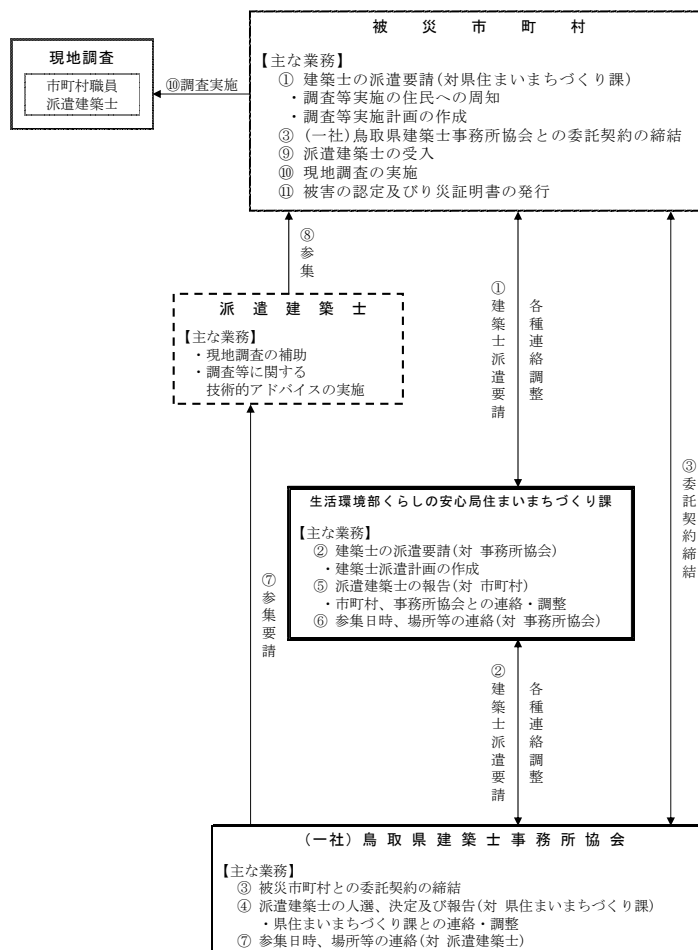 被災市町村
【主な業務】
① 建築士の派遣要請(対県住まいまちづくり課)
・調査等実施の住民への周知
・調査等実施計画の作成
③ (一社)鳥取県建築士事務所協会との委託契約の締結
⑨ 派遣建築士の受入
⑩ 現地調査の実施
⑪ 被害の認定及びり災証明書の発行
現地調査
市町村職員
派遣建築士
⑩調査実施
⑧参集
派遣建築士
【主な業務】
・現地調査の補助
・調査等に関する
技術的アドバイスの実施
①建築士派遣要請
各種連絡調整
③委託契約締結
生活環境部くらしの安心局住まいまちづくり課
【主な業務】
② 建築士の派遣要請(対 事務所協会)
・建築士派遣計画の作成
⑤ 派遣建築士の報告(対 市町村)
・市町村、事務所協会との連絡・調整
⑥ 参集日時、場所等の連絡(対 事務所協会)
⑦参集要請
②建築士派遣要請
各種連絡調整
(一社)鳥取県建築士事務所協会
【主な業務】
③ 被災市町村との委託契約の締結
④ 派遣建築士の人選、決定及び報告(対 県住まいまちづくり課)
・県住まいまちづくり課との連絡・調整
⑦ 参集日時、場所等の連絡(対 派遣建築士)